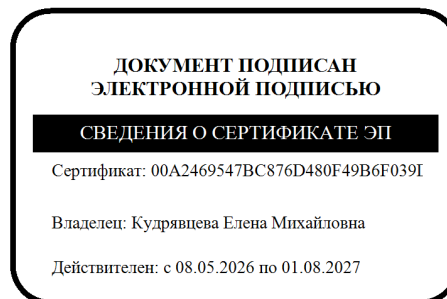 ДОКУМЕНТ ПОДПИСАН
ЭЛЕКТРОННОЙ ПОДПИСЬЮ
СВЕДЕНИЯ О СЕРТИФИКАТЕ ЭП
Сертификат: 00A2469547BC876D480F49B6F039I
Владелец: Кудрявцева Елена Михайловна
Действителен: с 08.05.2026 по 01.08.2027